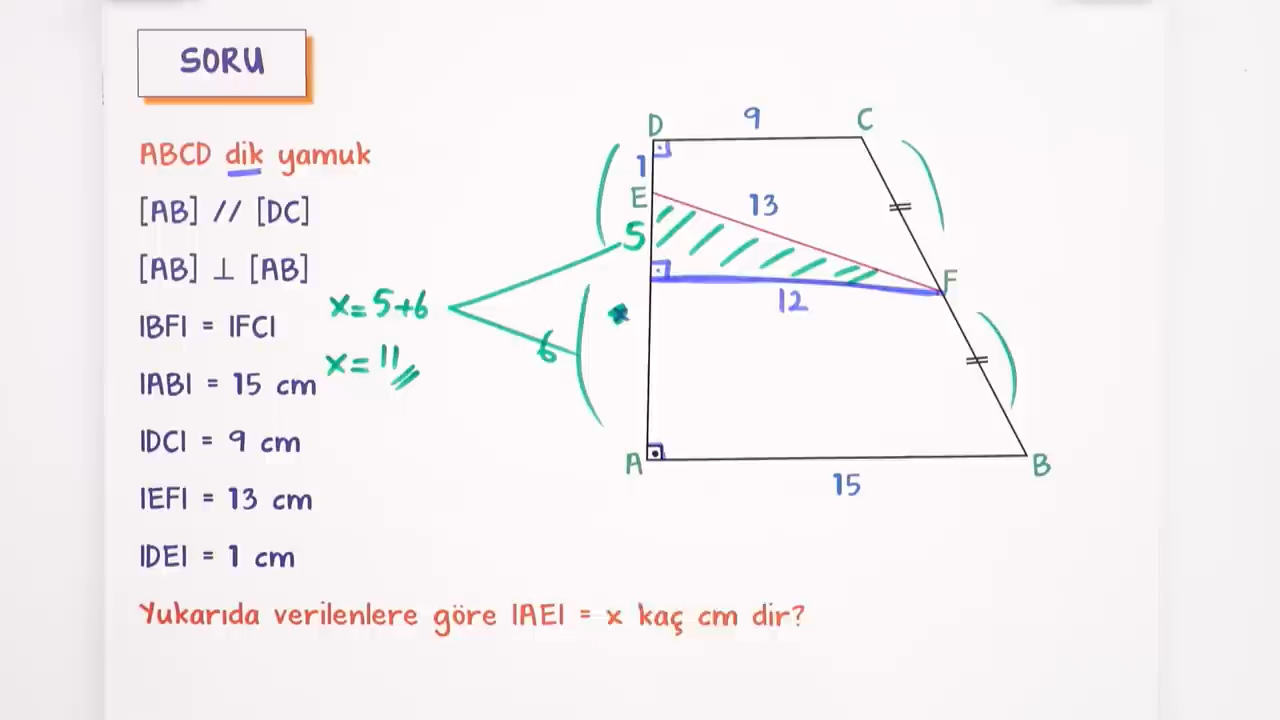 SORU
ABCD dik yamuk
[AB] // [DC]
[AB] ⊥ [AB]
|BF| = |FC|
|AB| = 15 cm
|DC| = 9 cm
|EF| = 13 cm
|DE| = 1 cm
Yukarıda verilenlere göre |AE| = x kaç cm dir?
x = 5+6
x = 11
D
9
C
1
E
13
5
F
12
x
6
A
B
15